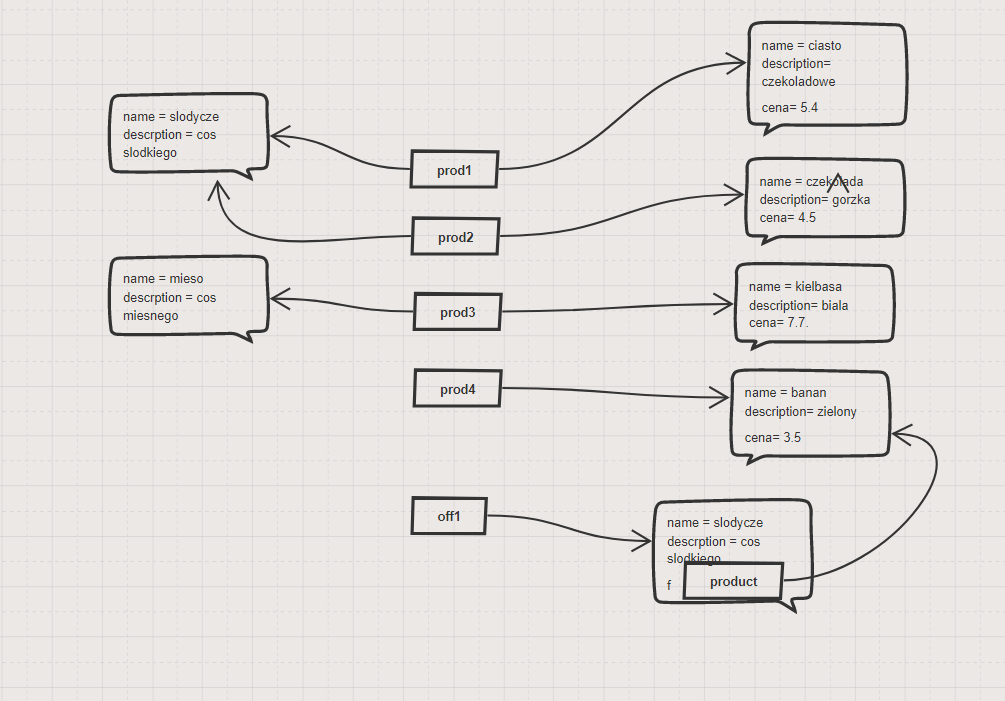 name = ciasto
description=
czekoladowe
cena= 5.4
name = slodycze
descrption = cos
slodkiego
prod1
name = czekolada
description= gorzka
cena= 4.5
prod2
name = mieso
descrption = cos
miesnego
name = kielbasa
description= biala
cena= 7.7.
prod3
prod4
name = banan
description= zielony
cena= 3.5
off1
name = slodycze
descrption = cos
slodkiego
f
product